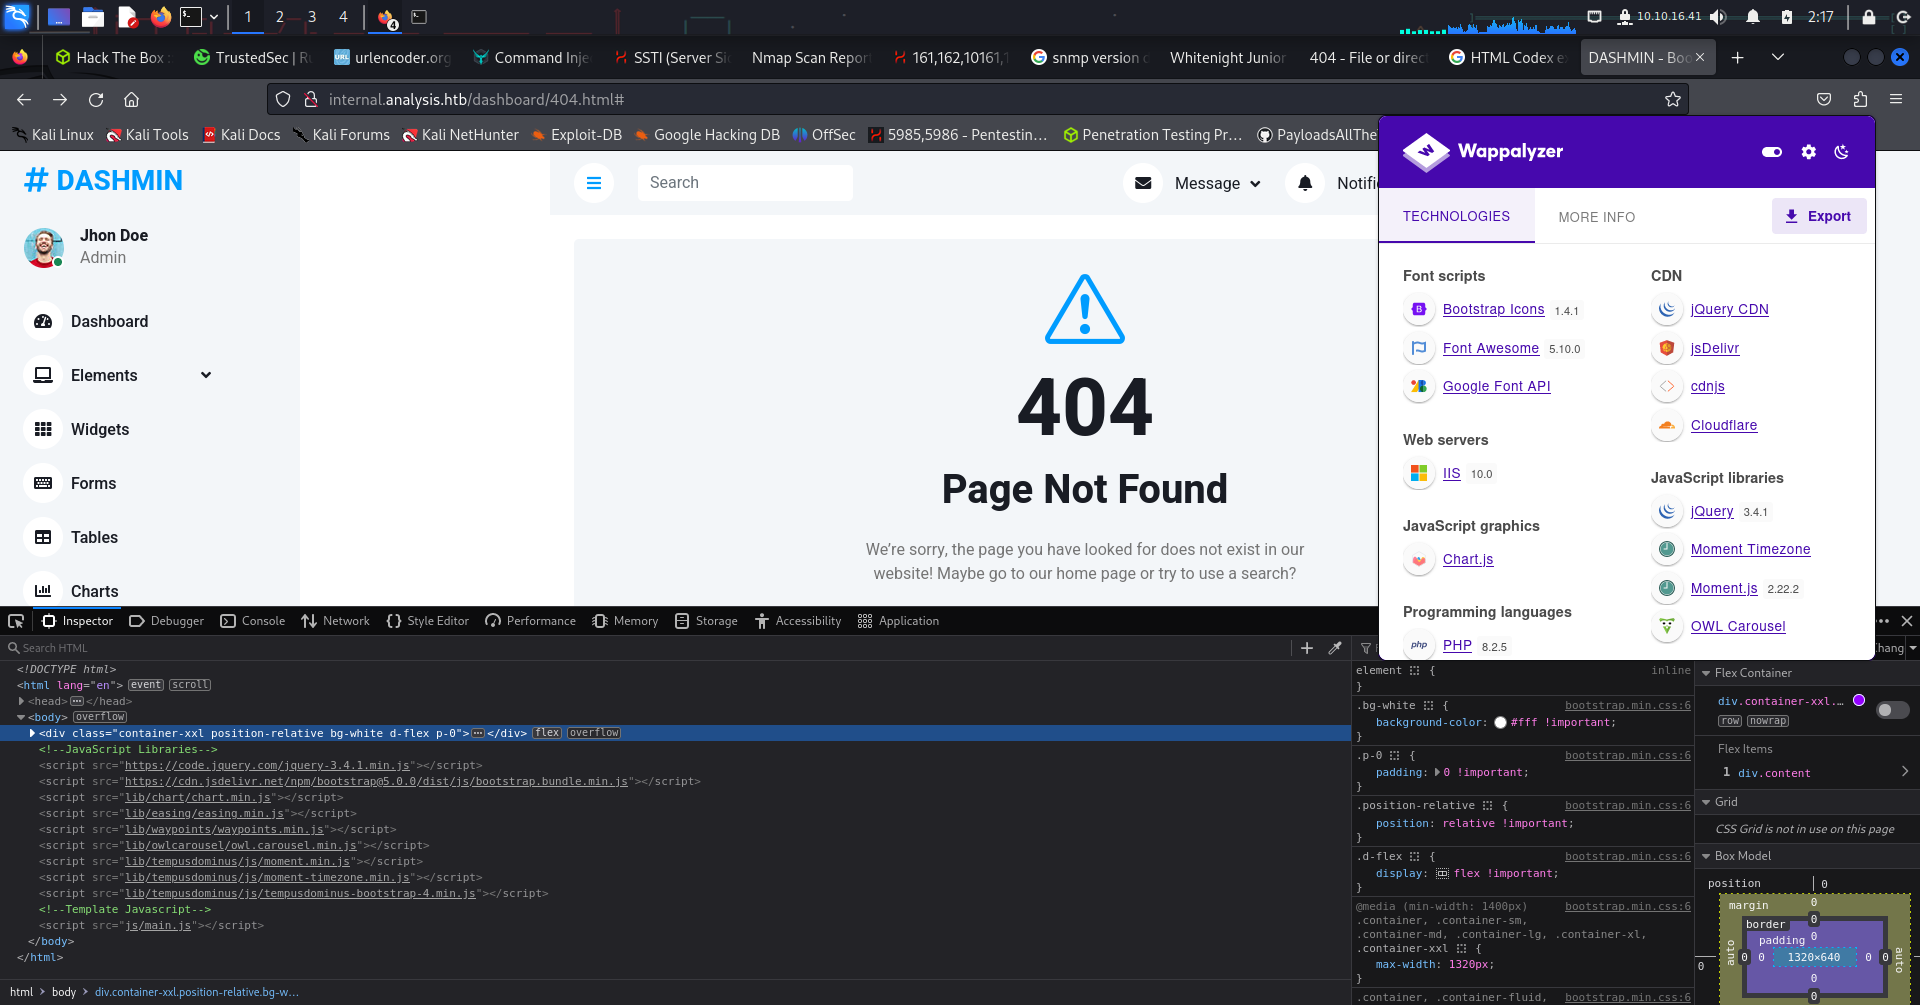 1 2 3 4
4
10.10.16.41
2:17
Hack The Box :
TrustedSec | R
urlencoder.org
Command Inje
SSTI (Server Si
Nmap Scan Report
161,162,10161,1
snmp version
Whitenight Junior
404 - File or direct
HTML Codex e
DASHMIN - Boo
internal.analysis.htb/dashboard/404.html#
Kali Linux
Kali Tools
Kali Docs
Kali Forums
Kali NetHunter
Exploit-DB
Google Hacking DB
OffSec
5985,5986 - Pentestin…
Penetration Testing Pr…
PayloadsAllThe
# DASHMIN
Jhon Doe
Admin
Dashboard
Elements
Widgets
Forms
Tables
Charts
Search
Message
Notifi
404
Page Not Found
We’re sorry, the page you have looked for does not exist in our
website! Maybe go to our home page or try to use a search?
Wappalyzer
TECHNOLOGIES
MORE INFO
Export
Font scripts
Bootstrap Icons 1.4.1
Font Awesome 5.10.0
Google Font API
Web servers
IIS 10.0
JavaScript graphics
Chart.js
Programming languages
php PHP 8.2.5
CDN
jQuery CDN
jsDelivr
cdnjs
Cloudflare
JavaScript libraries
jQuery 3.4.1
Moment Timezone
Moment.js 2.22.2
OWL Carousel
Inspector
Debugger
Console
Network
Style Editor
Performance
Memory
Storage
Accessibility
Application
Search HTML
<!DOCTYPE html>
<html lang="en"> event scroll
<head> ••• </head>
<body> overflow
<div class="container-xxl position-relative bg-white d-flex p-0"> ••• </div> flex overflow
<!--JavaScript Libraries-->
<script src="https://code.jquery.com/jquery-3.4.1.min.js"></script>
<script src="https://cdn.jsdelivr.net/npm/bootstrap@5.0.0/dist/js/bootstrap.bundle.min.js"></script>
<script src="lib/chart/chart.min.js"></script>
<script src="lib/easing/easing.min.js"></script>
<script src="lib/waypoints/waypoints.min.js"></script>
<script src="lib/owlcarousel/owl.carousel.min.js"></script>
<script src="lib/tempusdominus/js/moment.min.js"></script>
<script src="lib/tempusdominus/js/moment-timezone.min.js"></script>
<script src="lib/tempusdominus/js/tempusdominus-bootstrap-4.min.js"></script>
<!--Template Javascript-->
<script src="js/main.js"></script>
</body>
</html>
html > body > div.container-xxl.position-relative.bg-w…
element { inline
}
.bg-white { bootstrap.min.css:6
background-color: #fff !important;
}
.p-0 { bootstrap.min.css:6
padding: 0 !important;
}
.position-relative { bootstrap.min.css:6
position: relative !important;
}
.d-flex { bootstrap.min.css:6
display: flex !important;
}
@media (min-width: 1400px) bootstrap.min.css:6
.container, .container-sm,
.container-md, .container-lg, .container-xl,
.container-xxl {
max-width: 1320px;
}
.container, .container-fluid, bootstrap.min.css:6
hang
Flex Container
div.container-xxl.…
row nowrap
Flex Items
1 div.content
Grid
CSS Grid is not in use on this page
Box Model
position 0
margin 0
border 0
padding 0
0 auto 0 0 1320×640 0 0 auto
0
0